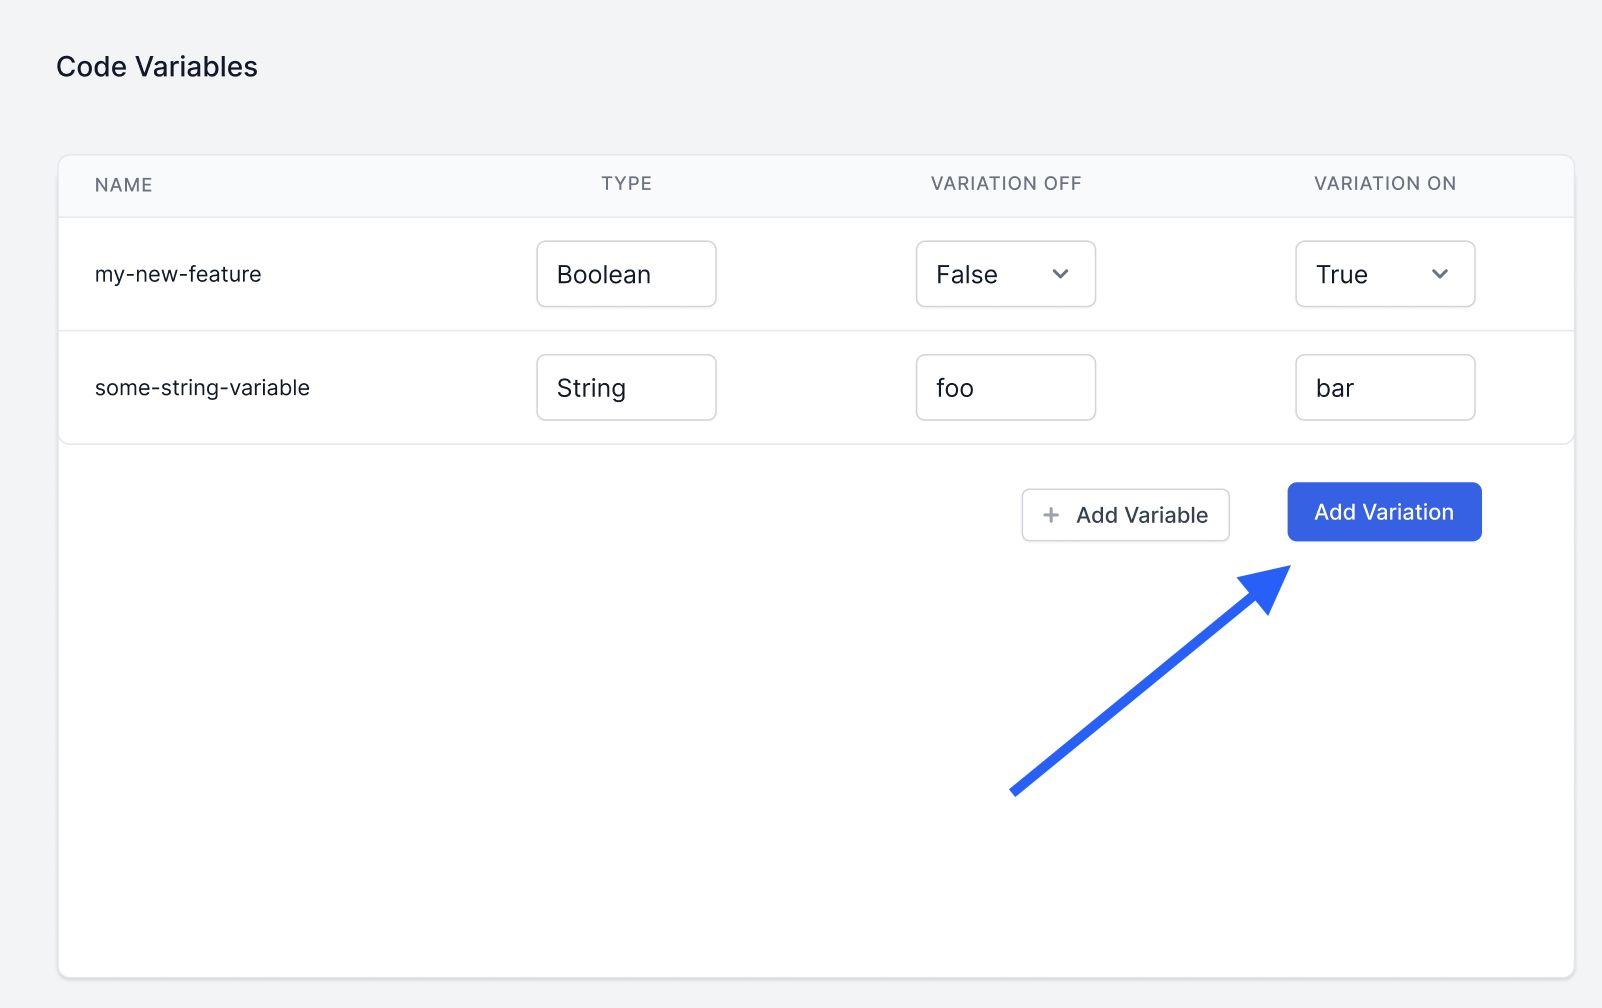 Code Variables
NAME TYPE VARIATION OFF VARIATION ON
my-new-feature Boolean False True
some-string-variable String foo bar
+ Add Variable Add Variation